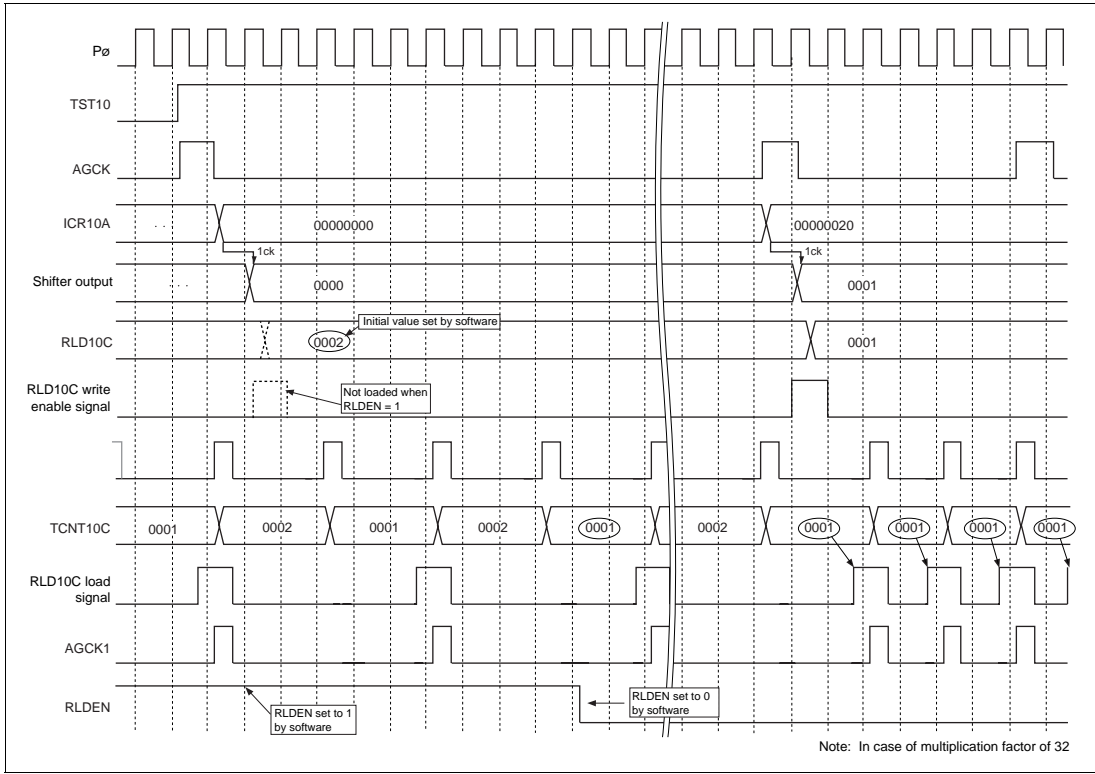 Pø
TST10
AGCK
ICR10A
. .
00000000
00000020
1ck
1ck
Shifter output
. . .
0000
0001
Initial value set by software
RLD10C
0002
0001
RLD10C write
enable signal
Not loaded when
RLDEN = 1
TCNT10C
0001
0002
0001
0002
0001
0002
0001
0001
0001
0001
RLD10C load
signal
AGCK1
RLDEN
RLDEN set to 1
by software
RLDEN set to 0
by software
Note: In case of multiplication factor of 32